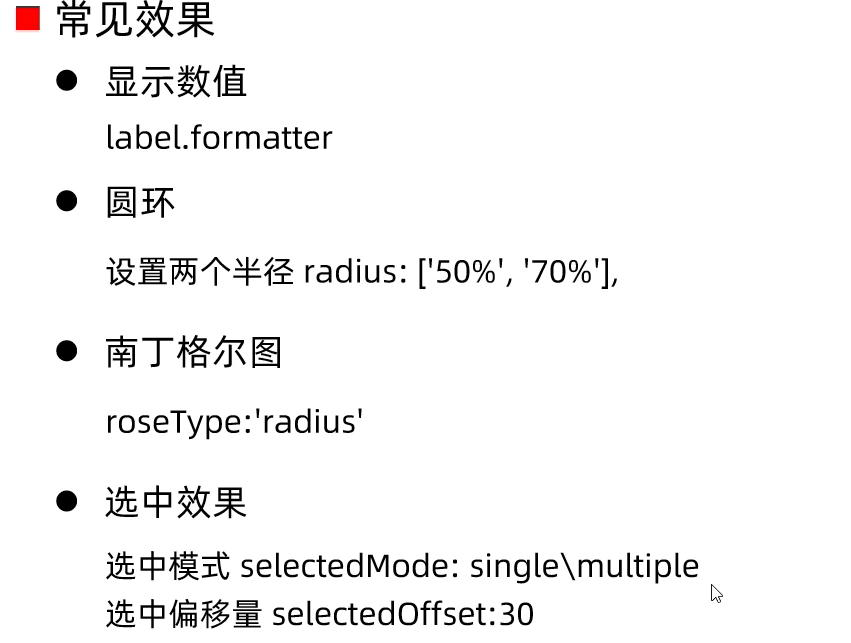 常见效果
显示数值
label.formatter
圆环
设置两个半径 radius: ['50%', '70%'],
南丁格尔图
roseType:'radius'
选中效果
选中模式 selectedMode: single\multiple
选中偏移量 selectedOffset:30